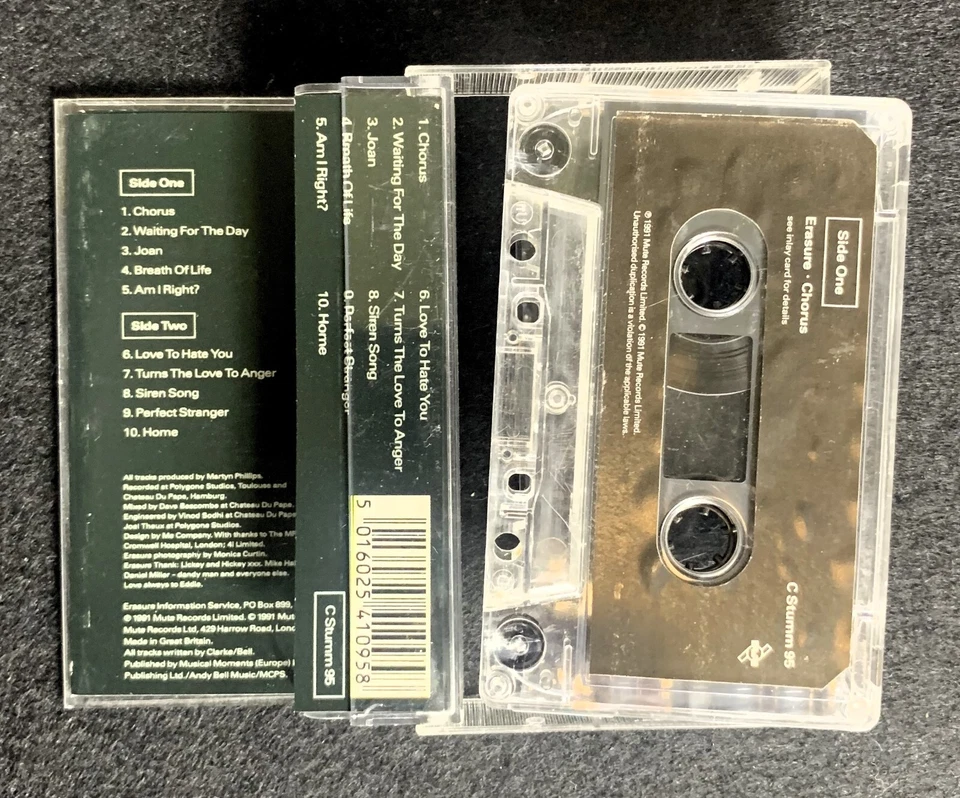 Side One
1. Chorus
2. Waiting For The Day
3. Joan
4. Breath Of Life
5. Am I Right?
Side Two
6. Love To Hate You
7. Turns The Love To Anger
8. Siren Song
9. Perfect Stranger
10. Home
All tracks produced by Martyn Phillips.
Recorded at Polygone Studios, Toulouse and
Chateau Du Pape, Hamburg.
Mixed by Dave Bascombe at Chateau Du Pape
Engineered by Vinod Sodhi at Chateau Du Pape
Joel Theux at Polygone Studios.
Design by Me Company. With thanks to The
Cromwell Hospital, London; 4i Limited.
Erasure photography by Monica Curtin.
Erasure Thank: Lickey and Hickey xxx. Mike
Daniel Miller – dandy man and everyone else.
Love always to Eddie.
Erasure Information Service, PO Box 899,
℗ 1991 Mute Records Limited. © 1991 Mut
Mute Records Ltd, 429 Harrow Road, Lond
Made in Great Britain.
All tracks written by Clarke/Bell.
Published by Musical Moments (Europe)
Publishing Ltd./Andy Bell Music/MCPS.
1. Chorus
2. Waiting For The Day
3. Joan
4. Breath Of Life
5. Am I Right?
6. Love To Hate You
7. Turns The Love To Anger
8. Siren Song
9. Perfect Stranger
10. Home
5 016025 410958
C Stumm 95
Side One
Erasure · Chorus
see inlay card for details
C Stumm 95
℗ 1991 Mute Records Limited. © 1991 Mute Records Limited.
Unauthorised duplication is a violation of the applicable laws.